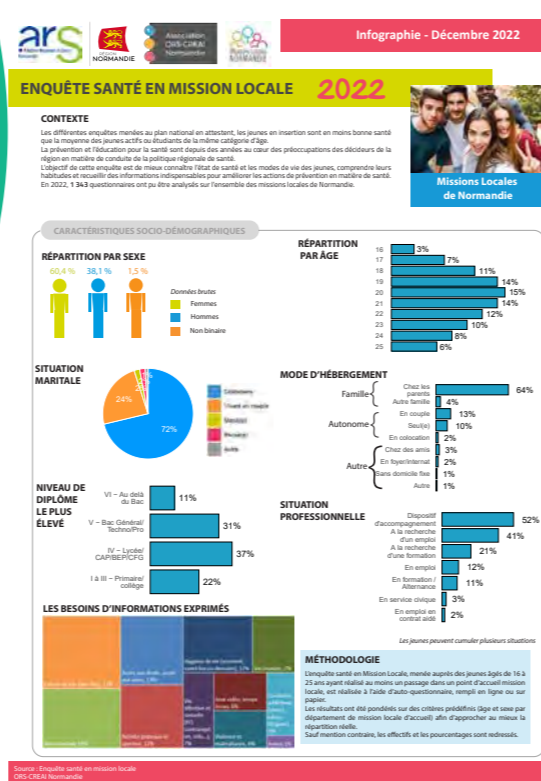 ars
RÉGION
NORMANDIE
Association
ORS-CREAI
Normandie
Infographie - Décembre 2022
ENQUÊTE SANTÉ EN MISSION LOCALE 2022
CONTEXTE
Les différentes enquêtes menées au plan national en attestent, les jeunes en insertion sont en moins bonne santé
que la moyenne des jeunes actifs ou étudiants de la même catégorie d'âge.
La prévention et l'éducation pour la santé sont depuis des années au cœur des préoccupations des décideurs de la
région en matière de conduite de la politique régionale de santé.
L'objectif de cette enquête est de mieux connaître l'état de santé et les modes de vie des jeunes, comprendre leurs
habitudes et recueillir des informations indispensables pour améliorer les actions de prévention en matière de santé.
En 2022, 1 343 questionnaires ont pu être analysés sur l'ensemble des missions locales de Normandie.
Missions Locales
de Normandie
CARACTÉRISTIQUES SOCIO-DÉMOGRAPHIQUES
RÉPARTITION PAR SEXE
60,4 % 38,1 % 1,5 %
Données brutes
Femmes
Hommes
Non binaire
RÉPARTITION
PAR ÂGE
16 3%
17 7%
18 11%
19 14%
20 15%
21 14%
22 12%
23 10%
24 8%
25 6%
SITUATION
MARITALE
24%
72%
MODE D'HÉBERGEMENT
Famille
Chez les
parents 64%
Autre famille 4%
Autonome
En couple 13%
Seul(e) 10%
En colocation 2%
Autre
Chez des amis 3%
En foyer/internat 2%
Sans domicile fixe 1%
Autre 1%
NIVEAU DE
DIPLÔME
LE PLUS
ÉLEVÉ
VI – Au delà
du Bac 11%
V – Bac Général/
Techno/Pro 31%
IV – Lycée/
CAP/BEP/CFG 37%
I à III – Primaire/
collège 22%
SITUATION
PROFESSIONNELLE
Dispositif
d'accompagnement 52%
A la recherche
d'un emploi 41%
A la recherche
d'une formation 21%
En emploi 12%
En formation /
Alternance 11%
En service civique 3%
En emploi en
contrat aidé 2%
Les jeunes peuvent cumuler plusieurs situations
LES BESOINS D'INFORMATIONS EXPRIMÉS
MÉTHODOLOGIE
L'enquête santé en Mission Locale, menée auprès des jeunes âgés de 16 à
25 ans ayant réalisé au moins un passage dans un point d'accueil mission
locale, est réalisée à l'aide d'auto-questionnaire, rempli en ligne ou sur
papier.
Les résultats ont été pondérés sur des critères prédéfinis (âge et sexe par
département de mission locale d'accueil) afin d'approcher au mieux la
répartition réelle.
Sauf mention contraire, les effectifs et les pourcentages sont redressés.
Source : Enquête santé en mission locale
ORS-CREAI Normandie